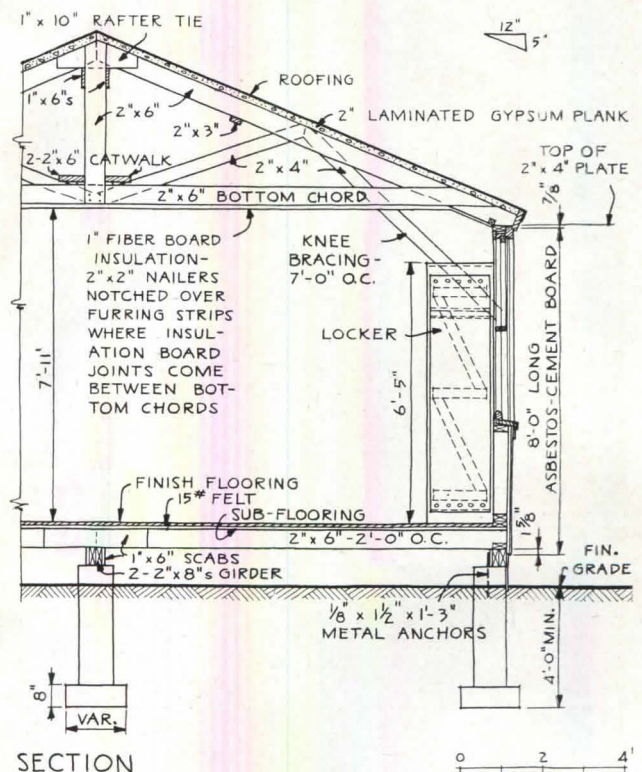 1" x 10" RAFTER TIE
12"
5"
ROOFING
1" x 6"s
2" x 6"
2" x 3"
2" LAMINATED GYPSUM PLANK
TOP OF
2" x 4" PLATE
7/8"
2-2"x 6" CATWALK
2" x 4"
2" x 6" BOTTOM CHORD
1" FIBER BOARD
INSULATION-
2"x 2" NAILERS
NOTCHED OVER
FURRING STRIPS
WHERE INSUL-
ATION BOARD
JOINTS COME
BETWEEN BOT-
TOM CHORDS
KNEE
BRACING-
7'-0" O.C.
LOCKER
7'-11'
6'-5"
8'-0" LONG
ASBESTOS-CEMENT BOARD
FINISH FLOORING
15# FELT
SUB-FLOORING
2" x 6"-2'-0" O.C.
1 5/8"
1" x 6" SCABS
2-2"x 8"s GIRDER
FIN.
GRADE
1/8" x 1 1/2" x 1'-3"
METAL ANCHORS
4'-0" MIN.
8"
VAR.
SECTION
0 2 4'